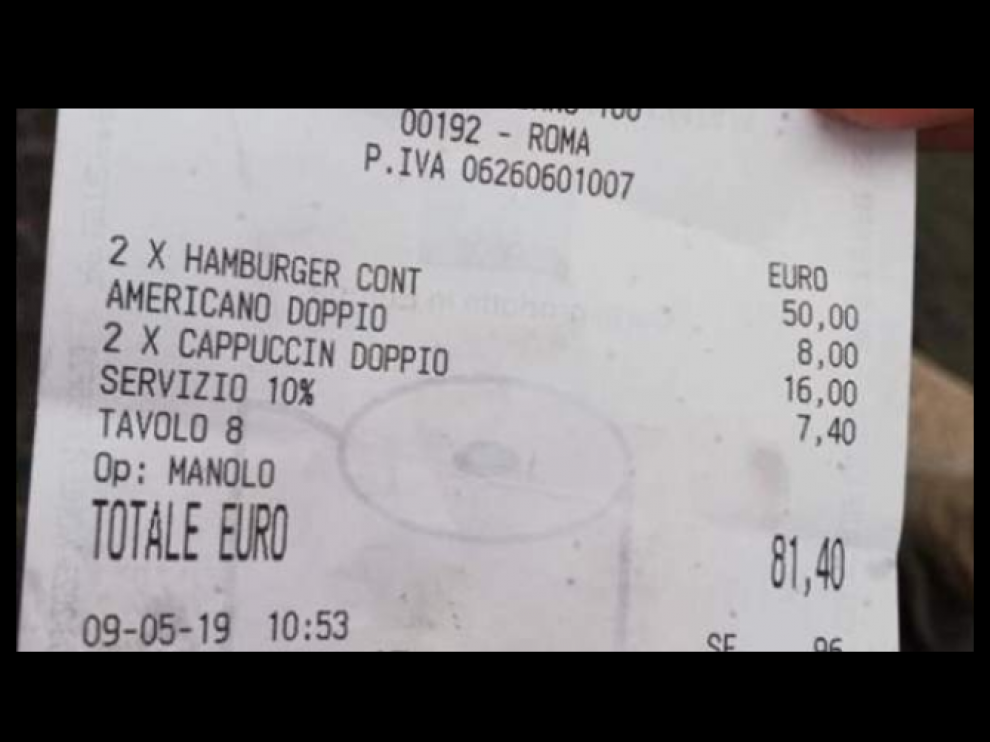 00192 - ROMA
P.IVA 06260601007
EURO
2 X HAMBURGER CONT 50,00
AMERICANO DOPPIO 8,00
2 X CAPPUCCIN DOPPIO 16,00
SERVIZIO 10% 7,40
TAVOLO 8
Op: MANOLO
TOTALE EURO 81,40
09-05-19 10:53